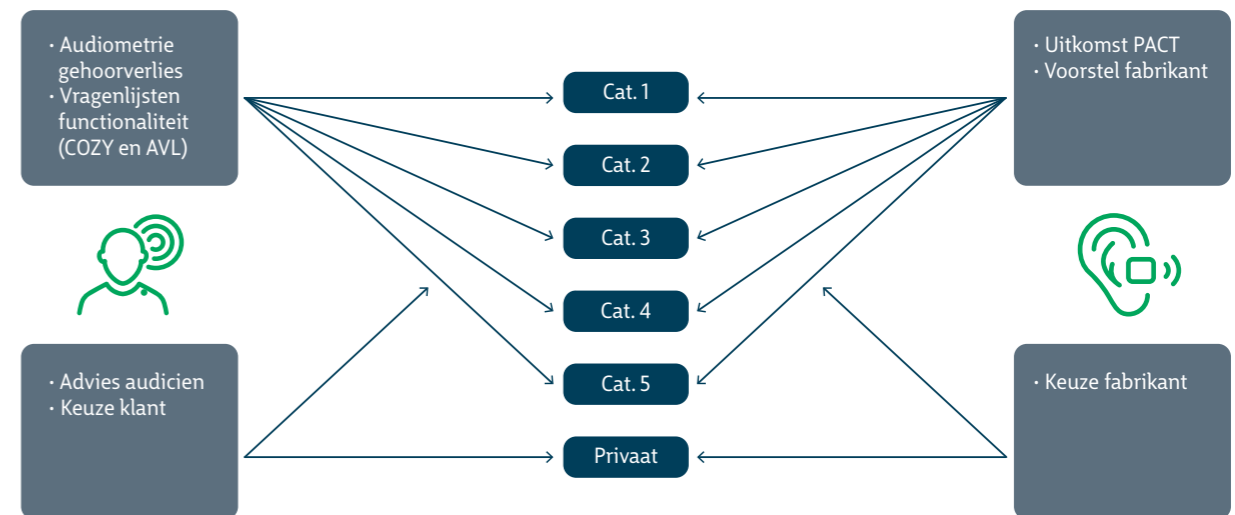 · Audiometrie
gehoorverlies
· Vragenlijsten
functionaliteit
(COZY en AVL)
· Advies audicien
· Keuze klant
Cat. 1
Cat. 2
Cat. 3
Cat. 4
Cat. 5
Privaat
· Uitkomst PACT
· Voorstel fabrikant
· Keuze fabrikant